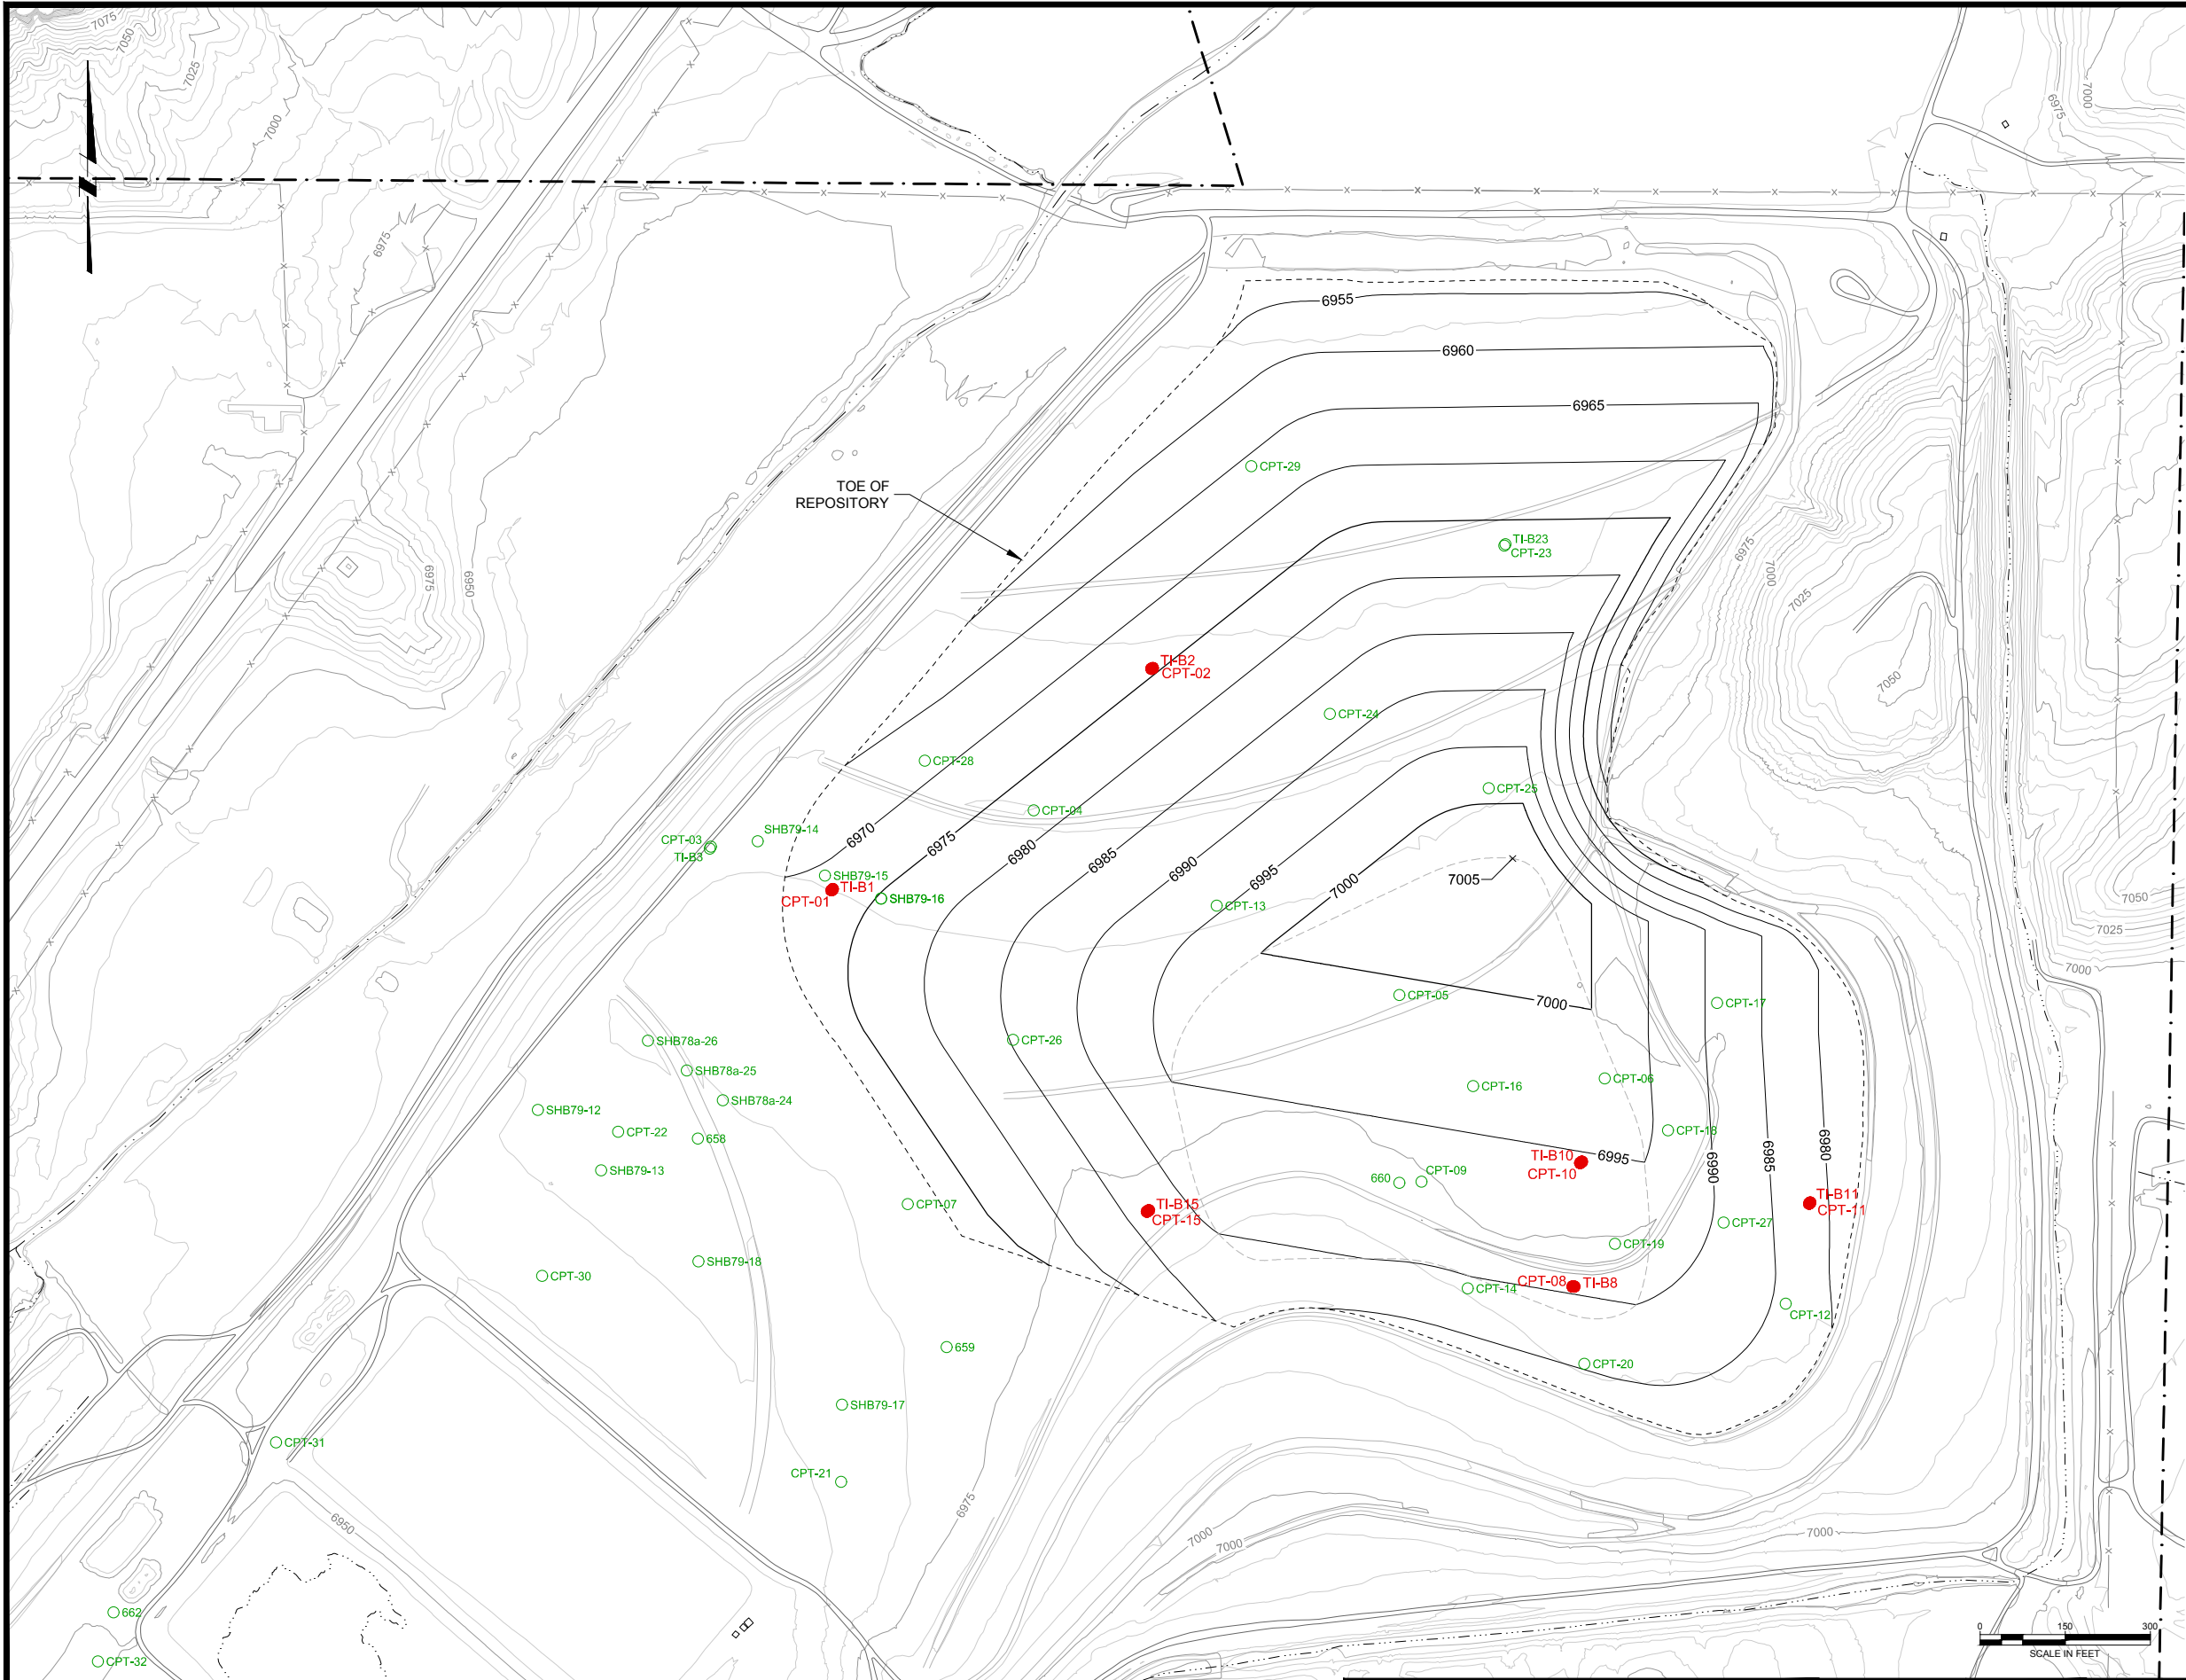 7075
7050
7025
7000
6975
7000
6975
6955
6960
6965
CPT-29
TOE OF
REPOSITORY
TI-B23
CPT-23
6975
7000
7025
6975
6950
TI-B2
CPT-02
7050
CPT-24
CPT-28
CPT-25
CPT-04
SHB79-14
CPT-03
TI-B3
6970
6975
6980
6985
6990
6995
7000
7005
SHB79-15
TI-B1
CPT-01
SHB79-16
CPT-13
7050
7025
7000
CPT-05
7000
CPT-17
SHB78a-26
CPT-26
SHB78a-25
CPT-16
CPT-06
SHB78a-24
SHB79-12
CPT-22
658
CPT-18
6980
6985
6990
6995
TI-B10
CPT-10
SHB79-13
660
CPT-09
CPT-07
TI-B15
CPT-15
TI-B11
CPT-11
CPT-27
CPT-19
SHB79-18
CPT-30
CPT-14
CPT-08
TI-B8
CPT-12
659
CPT-20
SHB79-17
CPT-31
CPT-21
6975
6950
7000
7000
7000
662
CPT-32
0 150 300
SCALE IN FEET